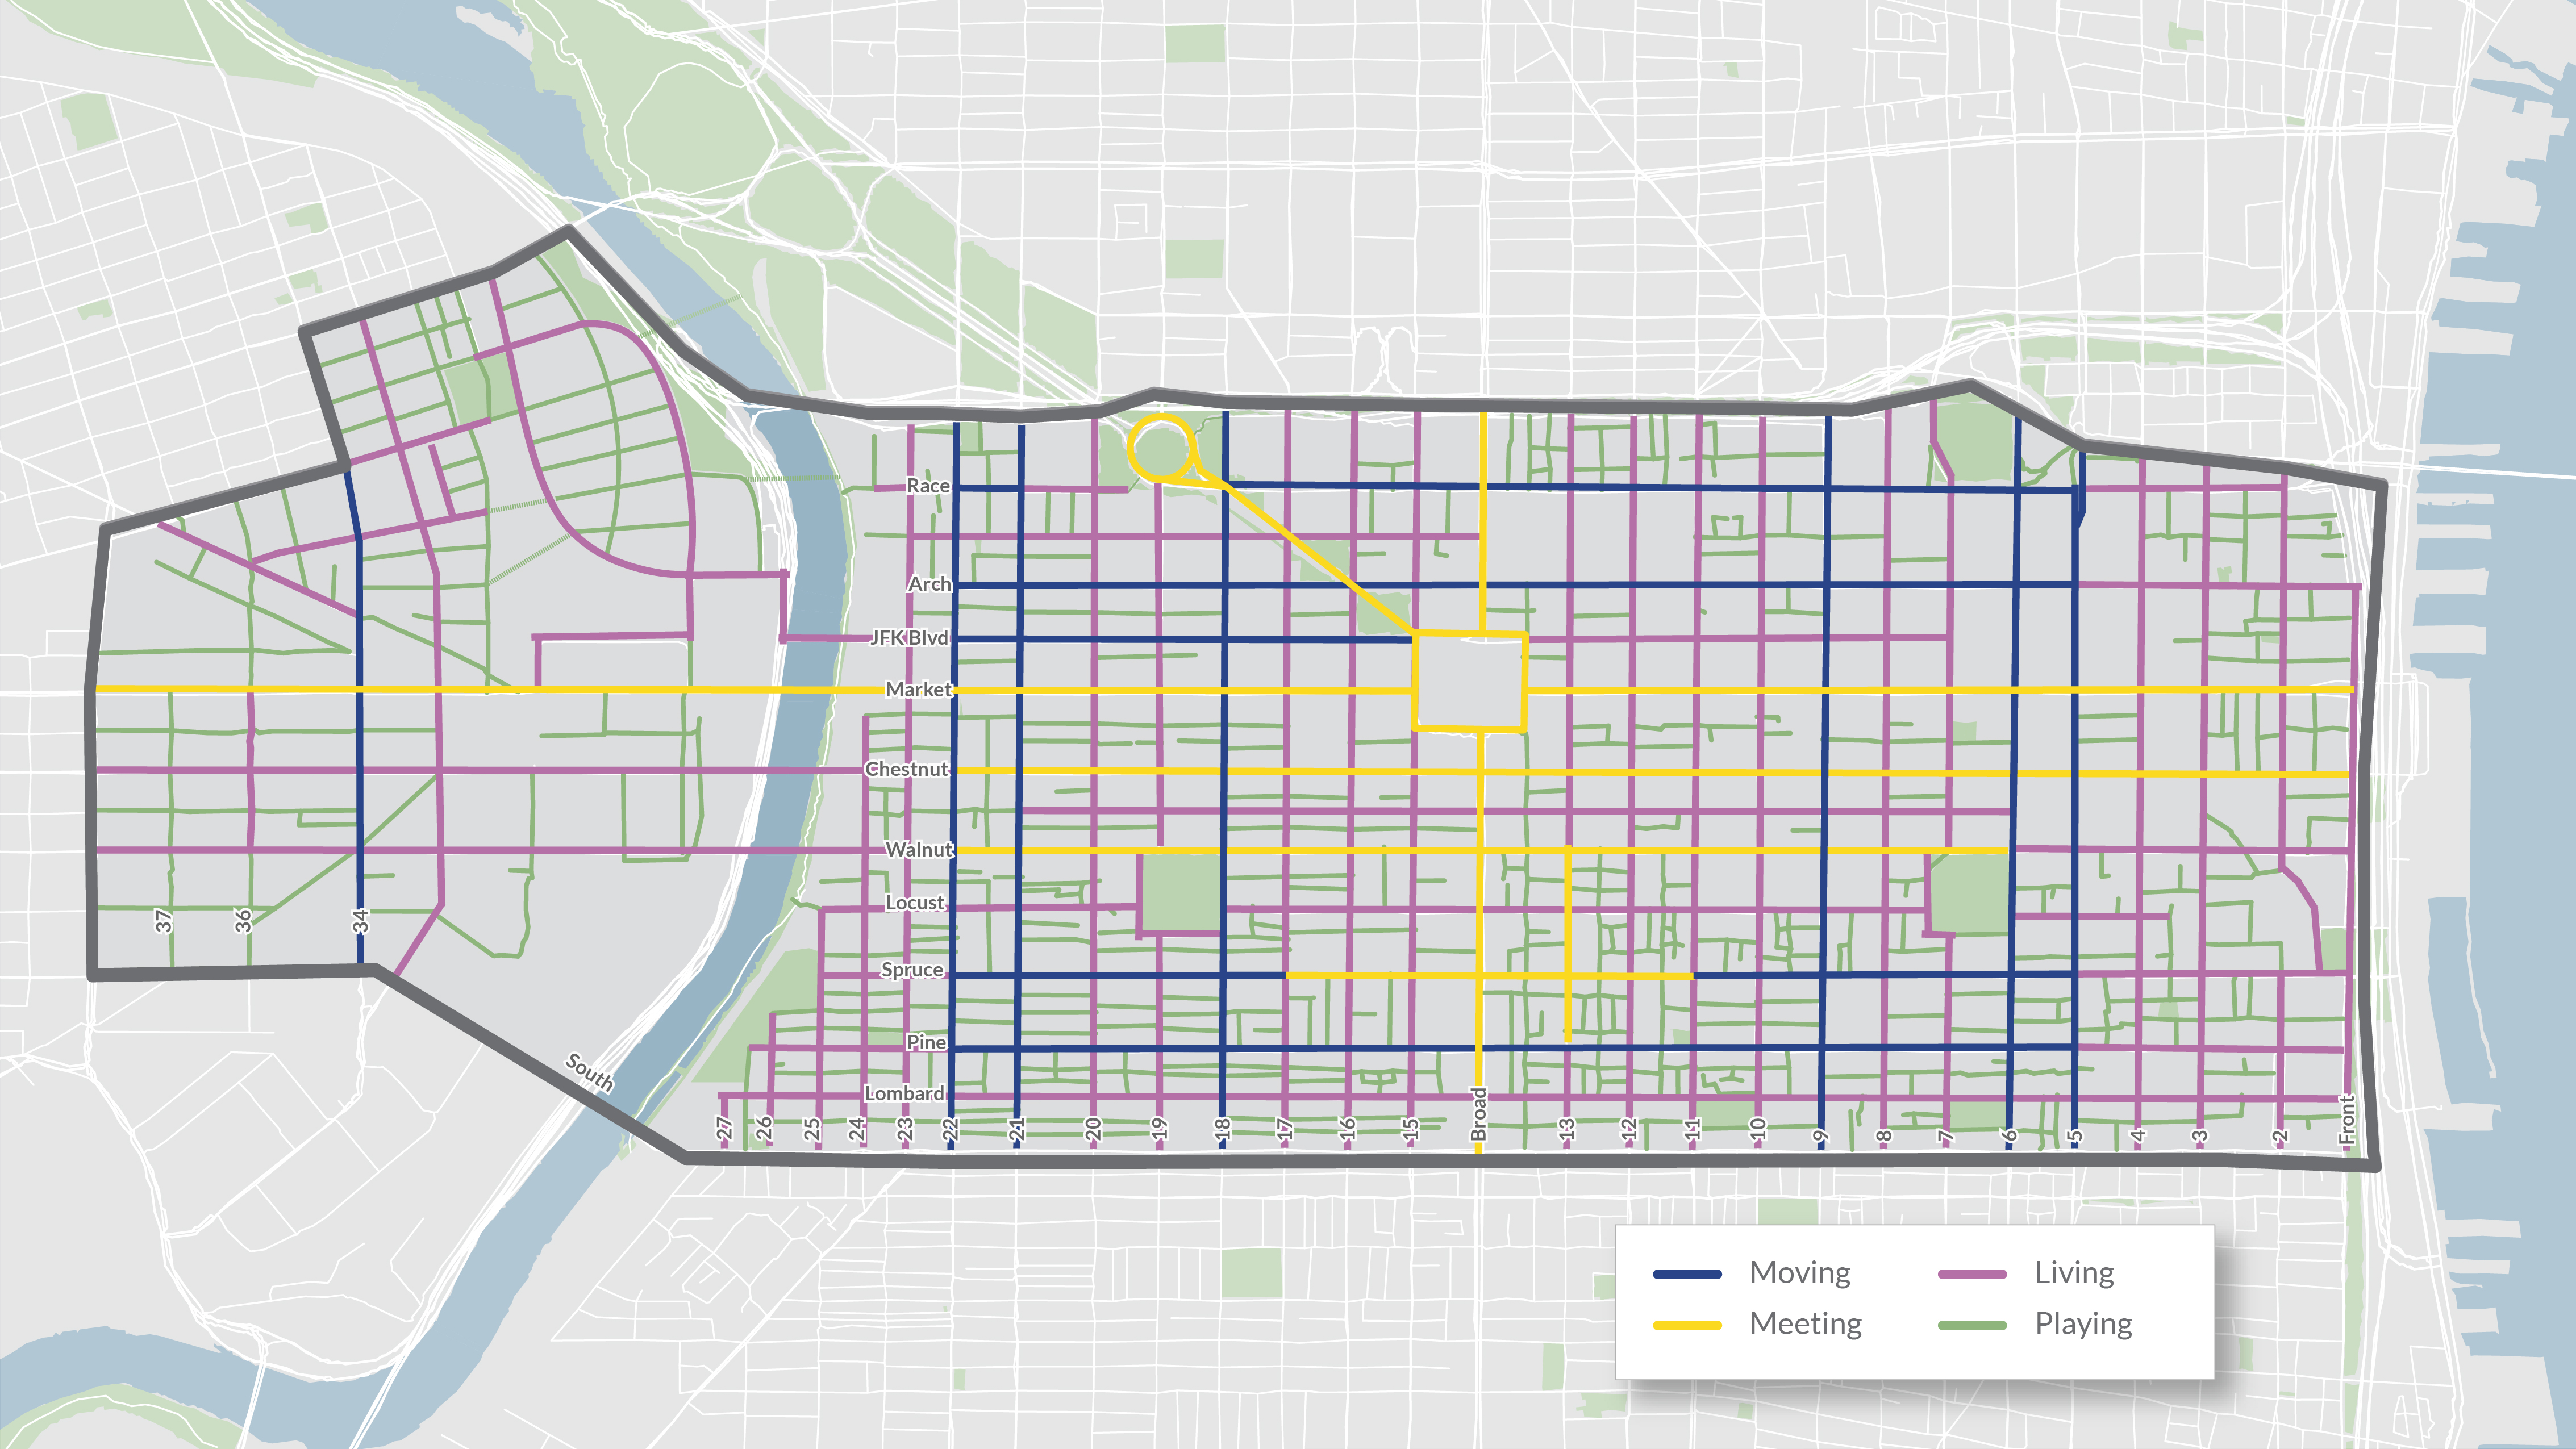 Race
Arch
JFK Blvd
Market
Chestnut
Walnut
Locust
37
36
34
Spruce
Pine
South
Lombard
27
26
25
24
23
22
21
20
19
18
17
16
15
Broad
13
12
11
10
9
8
7
6
5
4
3
2
Front
Moving
Living
Meeting
Playing